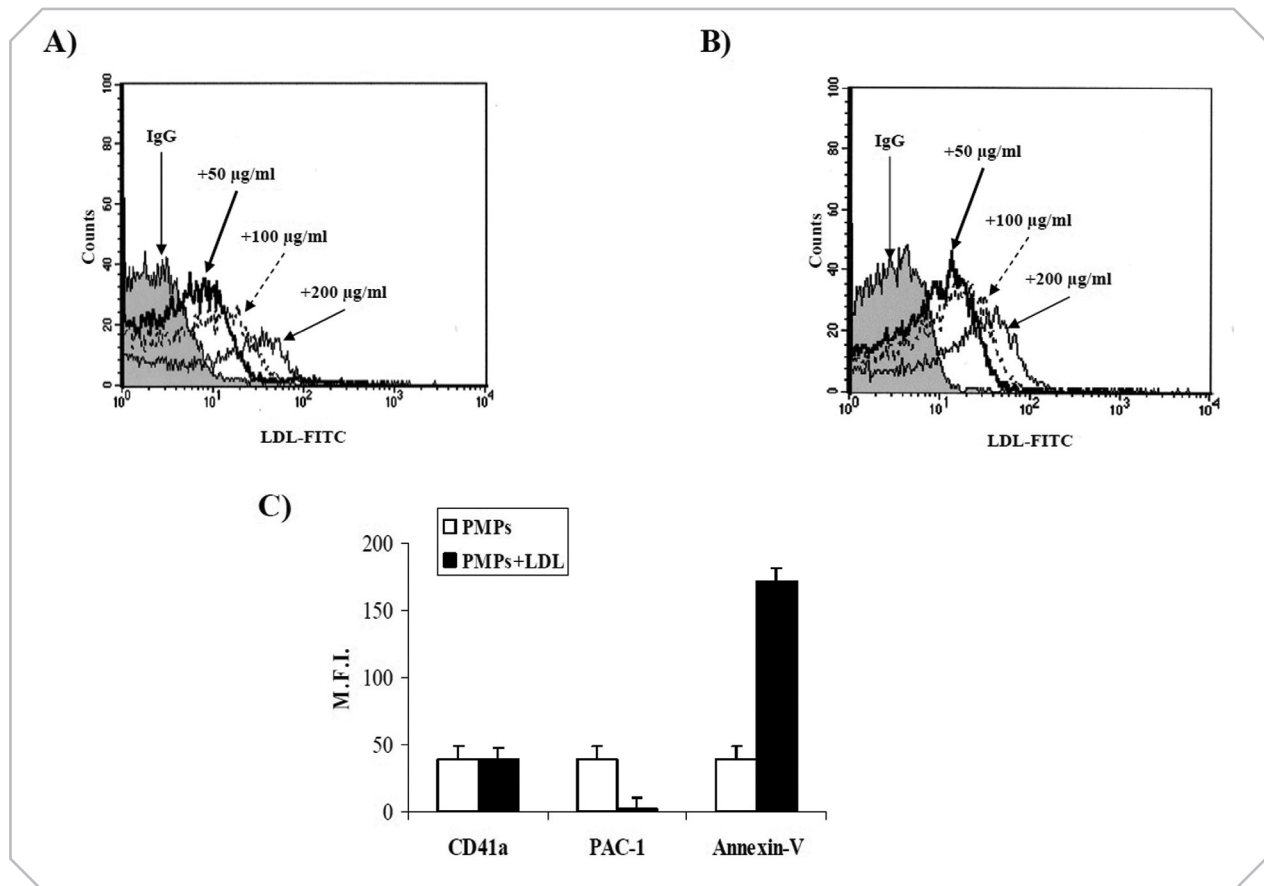 A)
100
80
60
40
20
0
Counts
IgG
+50 µg/ml
+100 µg/ml
+200 µg/ml
10⁰ 10¹ 10² 10³ 10⁴
LDL-FITC
B)
100
80
60
40
20
0
Counts
IgG
+50 µg/ml
+100 µg/ml
+200 µg/ml
10⁰ 10¹ 10² 10³ 10⁴
LDL-FITC
C)
PMPs
PMPs+LDL
200
150
100
50
0
M.F.I.
CD41a PAC-1 Annexin-V